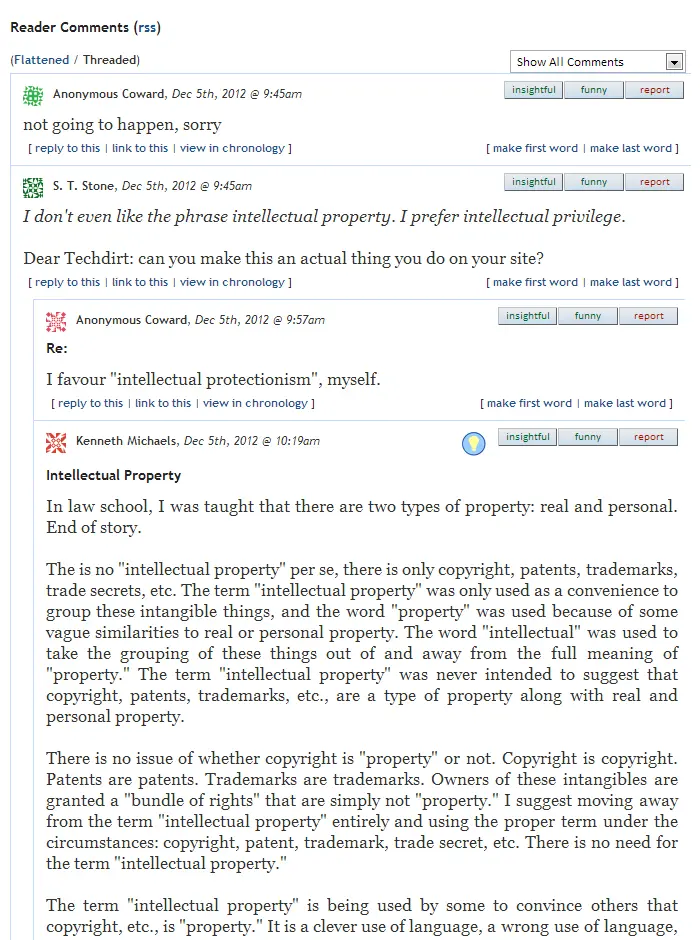 Reader Comments (rss)
(Flattened / Threaded)
Show All Comments
Anonymous Coward, Dec 5th, 2012 @ 9:45am
insightful funny report
not going to happen, sorry
[ reply to this | link to this | view in chronology ]
[ make first word | make last word ]
S. T. Stone, Dec 5th, 2012 @ 9:45am
insightful funny report
I don't even like the phrase intellectual property. I prefer intellectual privilege.
Dear Techdirt: can you make this an actual thing you do on your site?
[ reply to this | link to this | view in chronology ]
[ make first word | make last word ]
Anonymous Coward, Dec 5th, 2012 @ 9:57am
insightful funny report
Re:
I favour "intellectual protectionism", myself.
[ reply to this | link to this | view in chronology ]
[ make first word | make last word ]
Kenneth Michaels, Dec 5th, 2012 @ 10:19am
insightful funny report
Intellectual Property
In law school, I was taught that there are two types of property: real and personal.
End of story.
The is no "intellectual property" per se, there is only copyright, patents, trademarks,
trade secrets, etc. The term "intellectual property" was only used as a convenience to
group these intangible things, and the word "property" was used because of some
vague similarities to real or personal property. The word "intellectual" was used to
take the grouping of these things out of and away from the full meaning of
"property." The term "intellectual property" was never intended to suggest that
copyright, patents, trademarks, etc., are a type of property along with real and
personal property.
There is no issue of whether copyright is "property" or not. Copyright is copyright.
Patents are patents. Trademarks are trademarks. Owners of these intangibles are
granted a "bundle of rights" that are simply not "property." I suggest moving away
from the term "intellectual property" entirely and using the proper term under the
circumstances: copyright, patent, trademark, trade secret, etc. There is no need for
the term "intellectual property."
The term "intellectual property" is being used by some to convince others that
copyright, etc., is "property." It is a clever use of language, a wrong use of language,